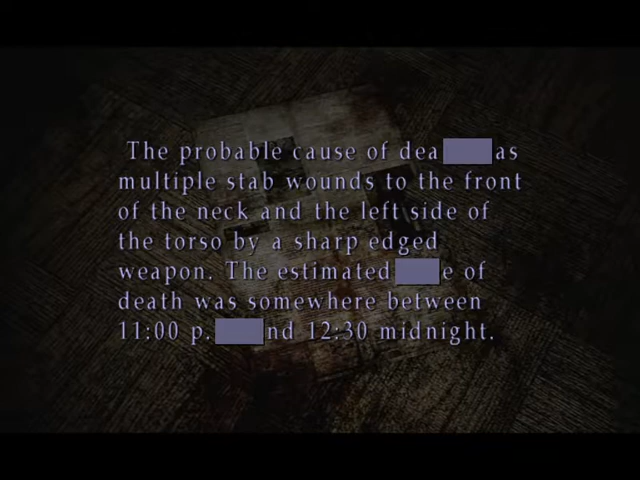 The probable cause of
multiple stab wounds to the front
of the neck and the left side of
the torso by a sharp edged
weapon. The estimated of
death was somewhere between
11:00 12:30 midnight.